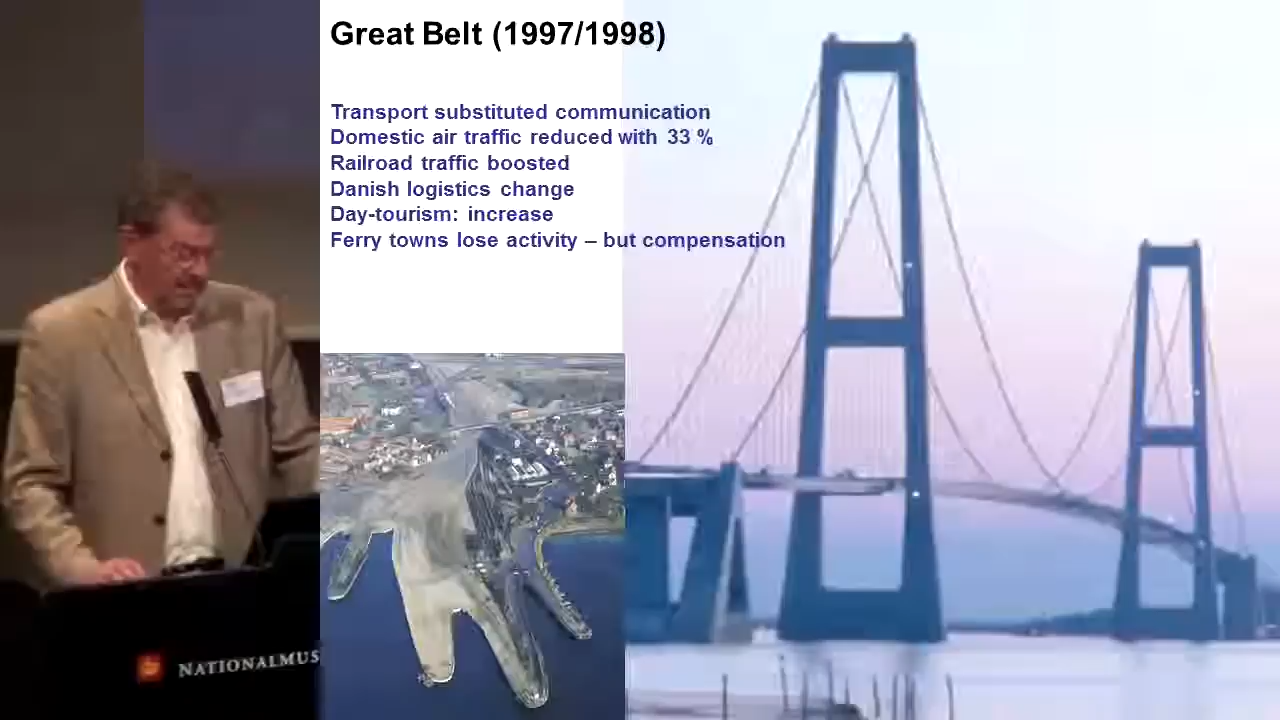 Great Belt (1997/1998)
Transport substituted communication
Domestic air traffic reduced with 33 %
Railroad traffic boosted
Danish logistics change
Day-tourism: increase
Ferry towns lose activity – but compensation
NATIONALMUS